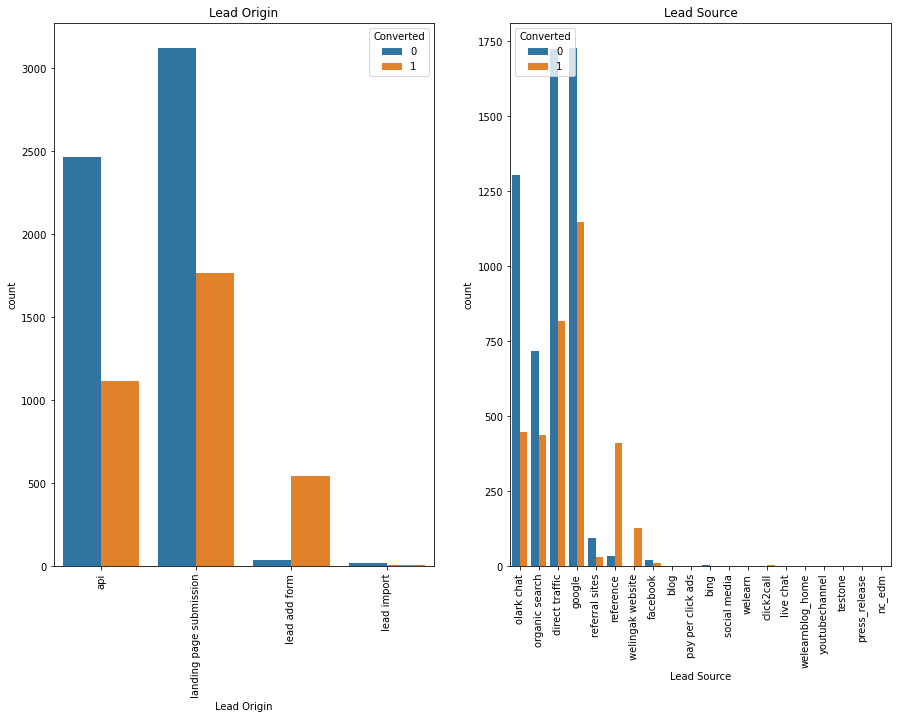 Lead Origin
Converted
0
1
3000
2500
2000
1500
1000
500
0
count
api
landing page submission
lead add form
lead import
Lead Origin
Lead Source
Converted
0
1
1750
1500
1250
1000
750
500
250
0
count
olark chat
organic search
direct traffic
google
referral sites
reference
welingak website
facebook
blog
pay per click ads
bing
social media
welearn
click2call
live chat
welearnblog_home
youtubechannel
testone
press_release
nc_edm
Lead Source